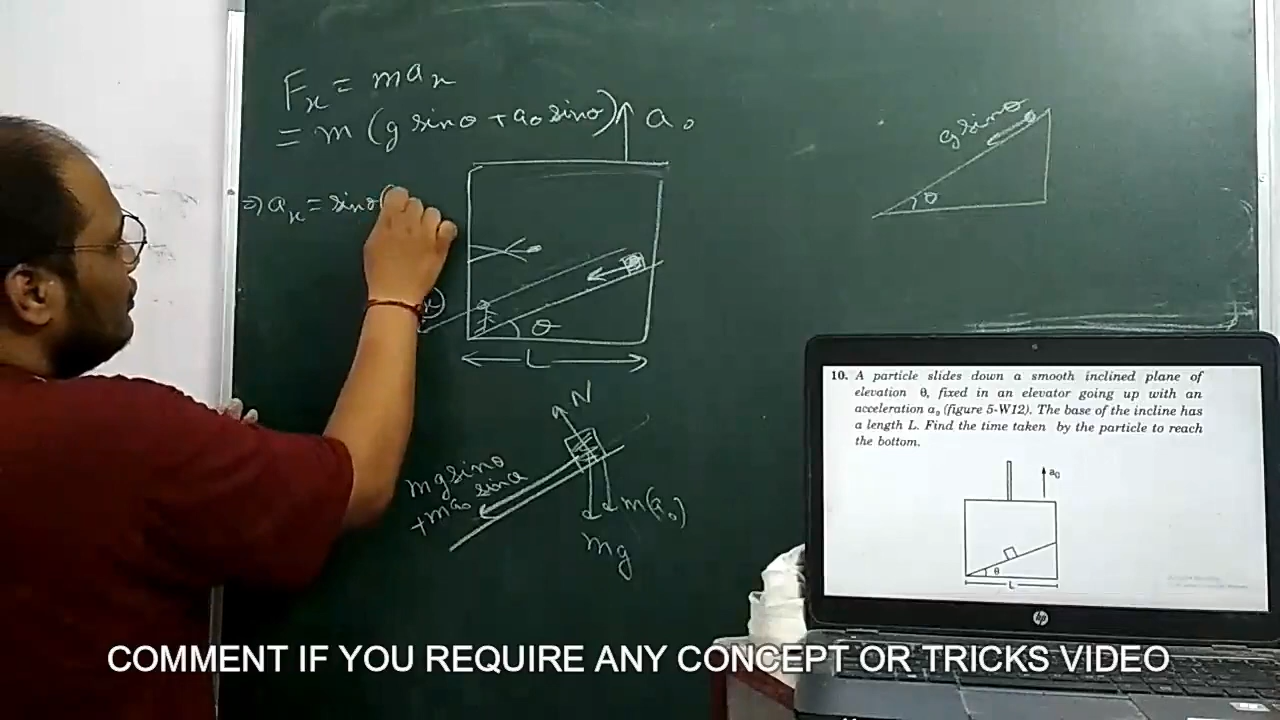 Fx = max
= m (g sinθ + a0 sinθ)
a0
⇒ ax = sinθ(
x
θ
L
g sinθ
θ
N
mg sinθ
+ma0 sinθ
m(a0)
mg
10. A particle slides down a smooth inclined plane of
elevation θ, fixed in an elevator going up with an
acceleration a0 (figure 5-W12). The base of the incline has
a length L. Find the time taken by the particle to reach
the bottom.
a0
θ
L
hp
COMMENT IF YOU REQUIRE ANY CONCEPT OR TRICKS VIDEO